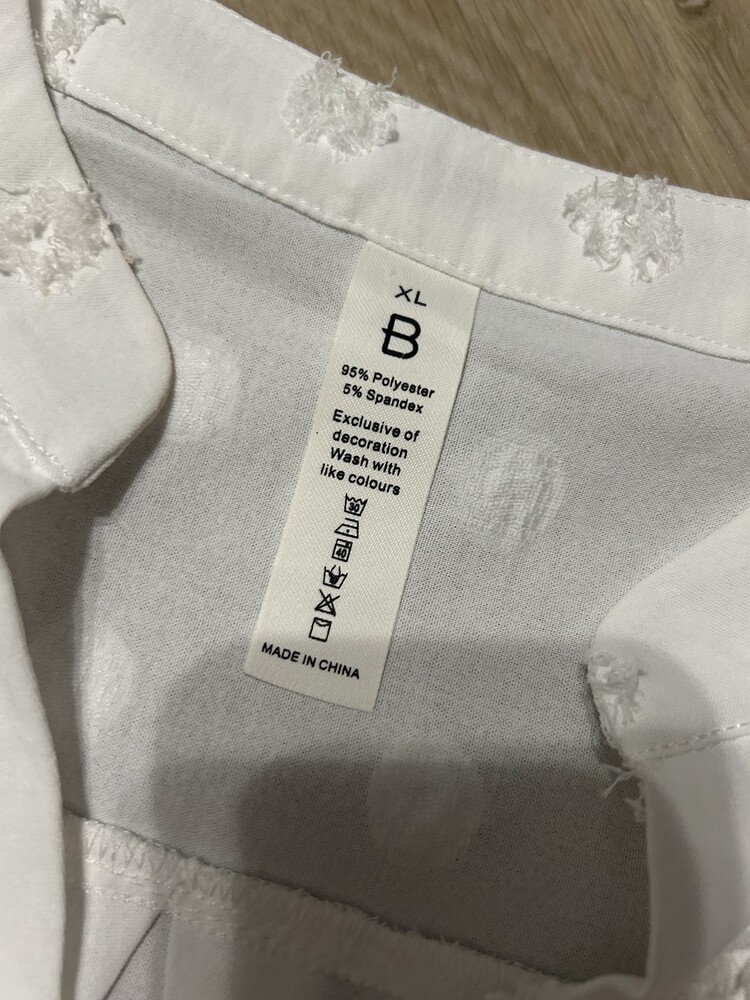 XL
B
95% Polyester
5% Spandex
Exclusive of
decoration
Wash with
like colours
30
40
MADE IN CHINA